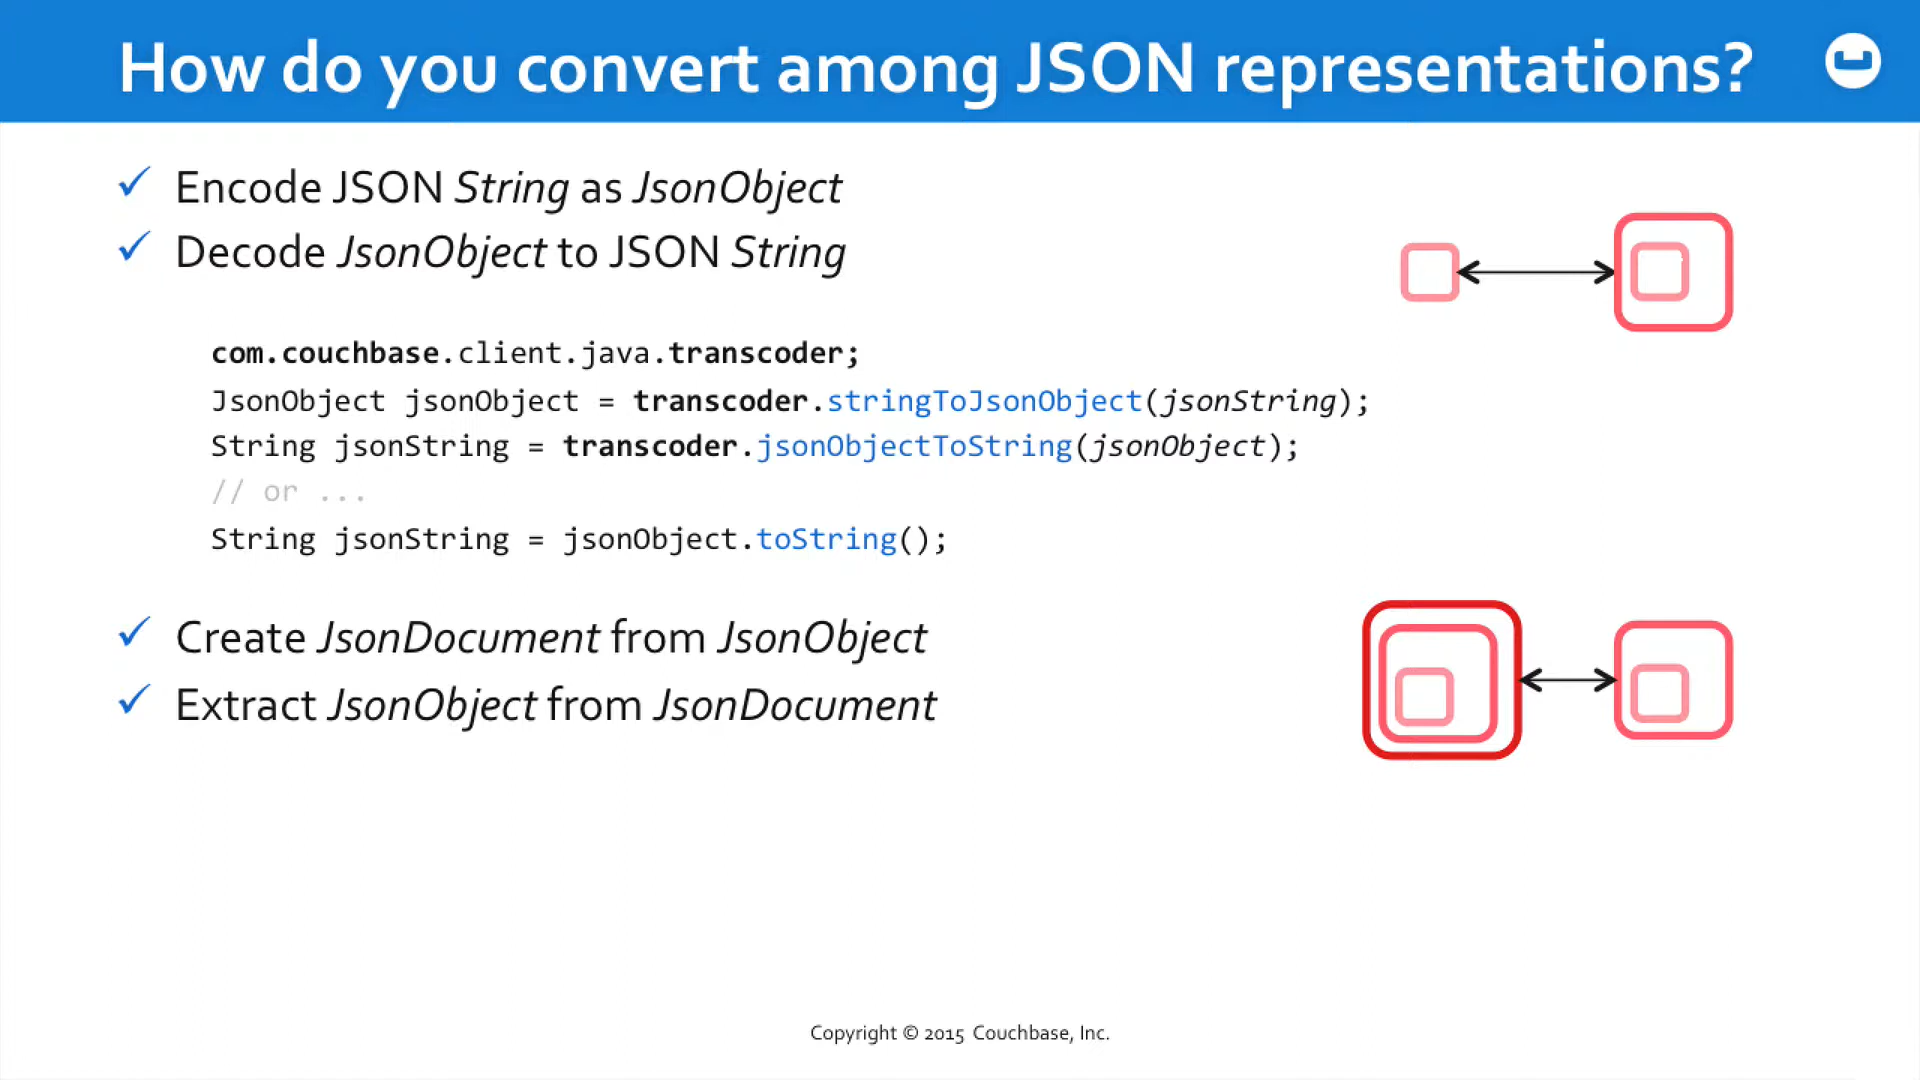 How do you convert among JSON representations?
✓ Encode JSON String as JsonObject
✓ Decode JsonObject to JSON String
com.couchbase.client.java.transcoder;
JsonObject jsonObject = transcoder.stringToJsonObject(jsonString);
String jsonString = transcoder.jsonObjectToString(jsonObject);
// or ...
String jsonString = jsonObject.toString();
✓ Create JsonDocument from JsonObject
✓ Extract JsonObject from JsonDocument
Copyright © 2015 Couchbase, Inc.